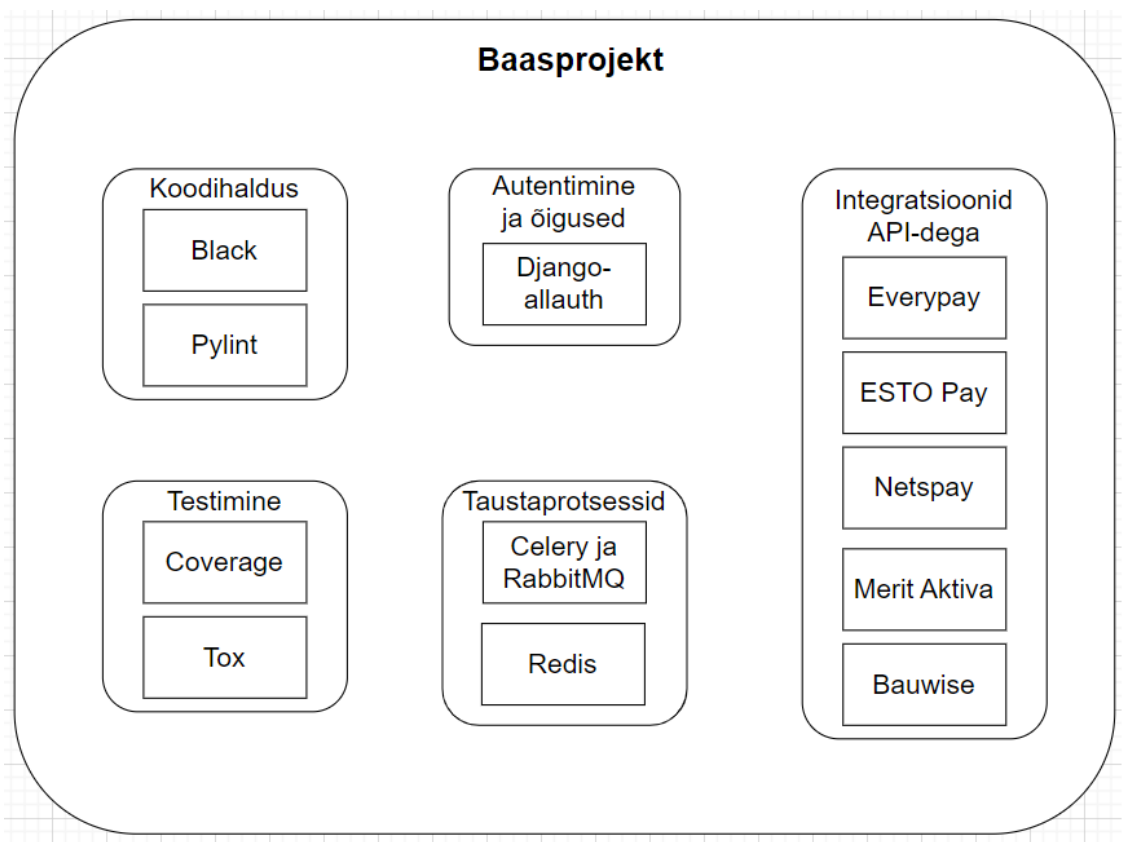 Baasprojekt
Koodihaldus
Black
Pylint
Autentimine
ja õigused
Django-
allauth
Integratsioonid
API-dega
Everypay
ESTO Pay
Netspay
Merit Aktiva
Bauwise
Testimine
Coverage
Tox
Taustaprotsessid
Celery ja
RabbitMQ
Redis